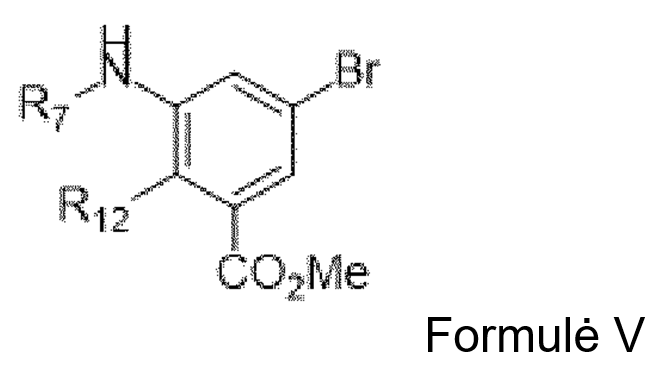 H
N
Br
R7
R12
CO2Me
Formulė V